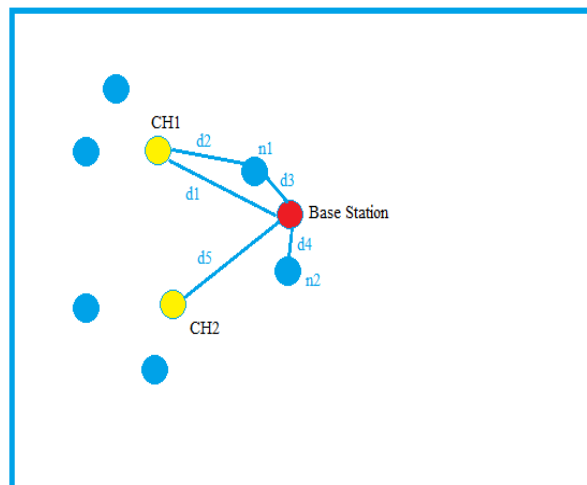 CH1
d2
n1
d3
d1
Base Station
d4
d5
n2
CH2